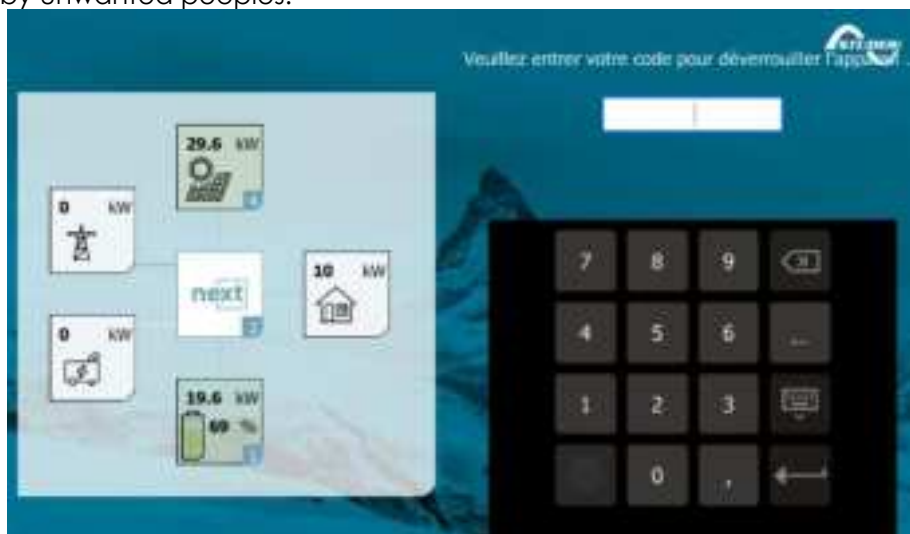 by unwanted peoples.
Veuillez entrer votre code pour déverrouiller l'appareil .
29.6 kW
4
0 kW
next
10 kW
0 kW
19.6 kW
69 %
7 8 9
4 5 6
1 2 3
0 ,